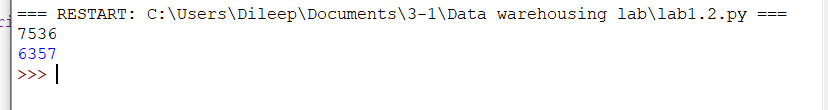 === RESTART: C:\Users\Dileep\Documents\3-1\Data warehousing lab\lab1.2.py ===
7536
6357
>>>